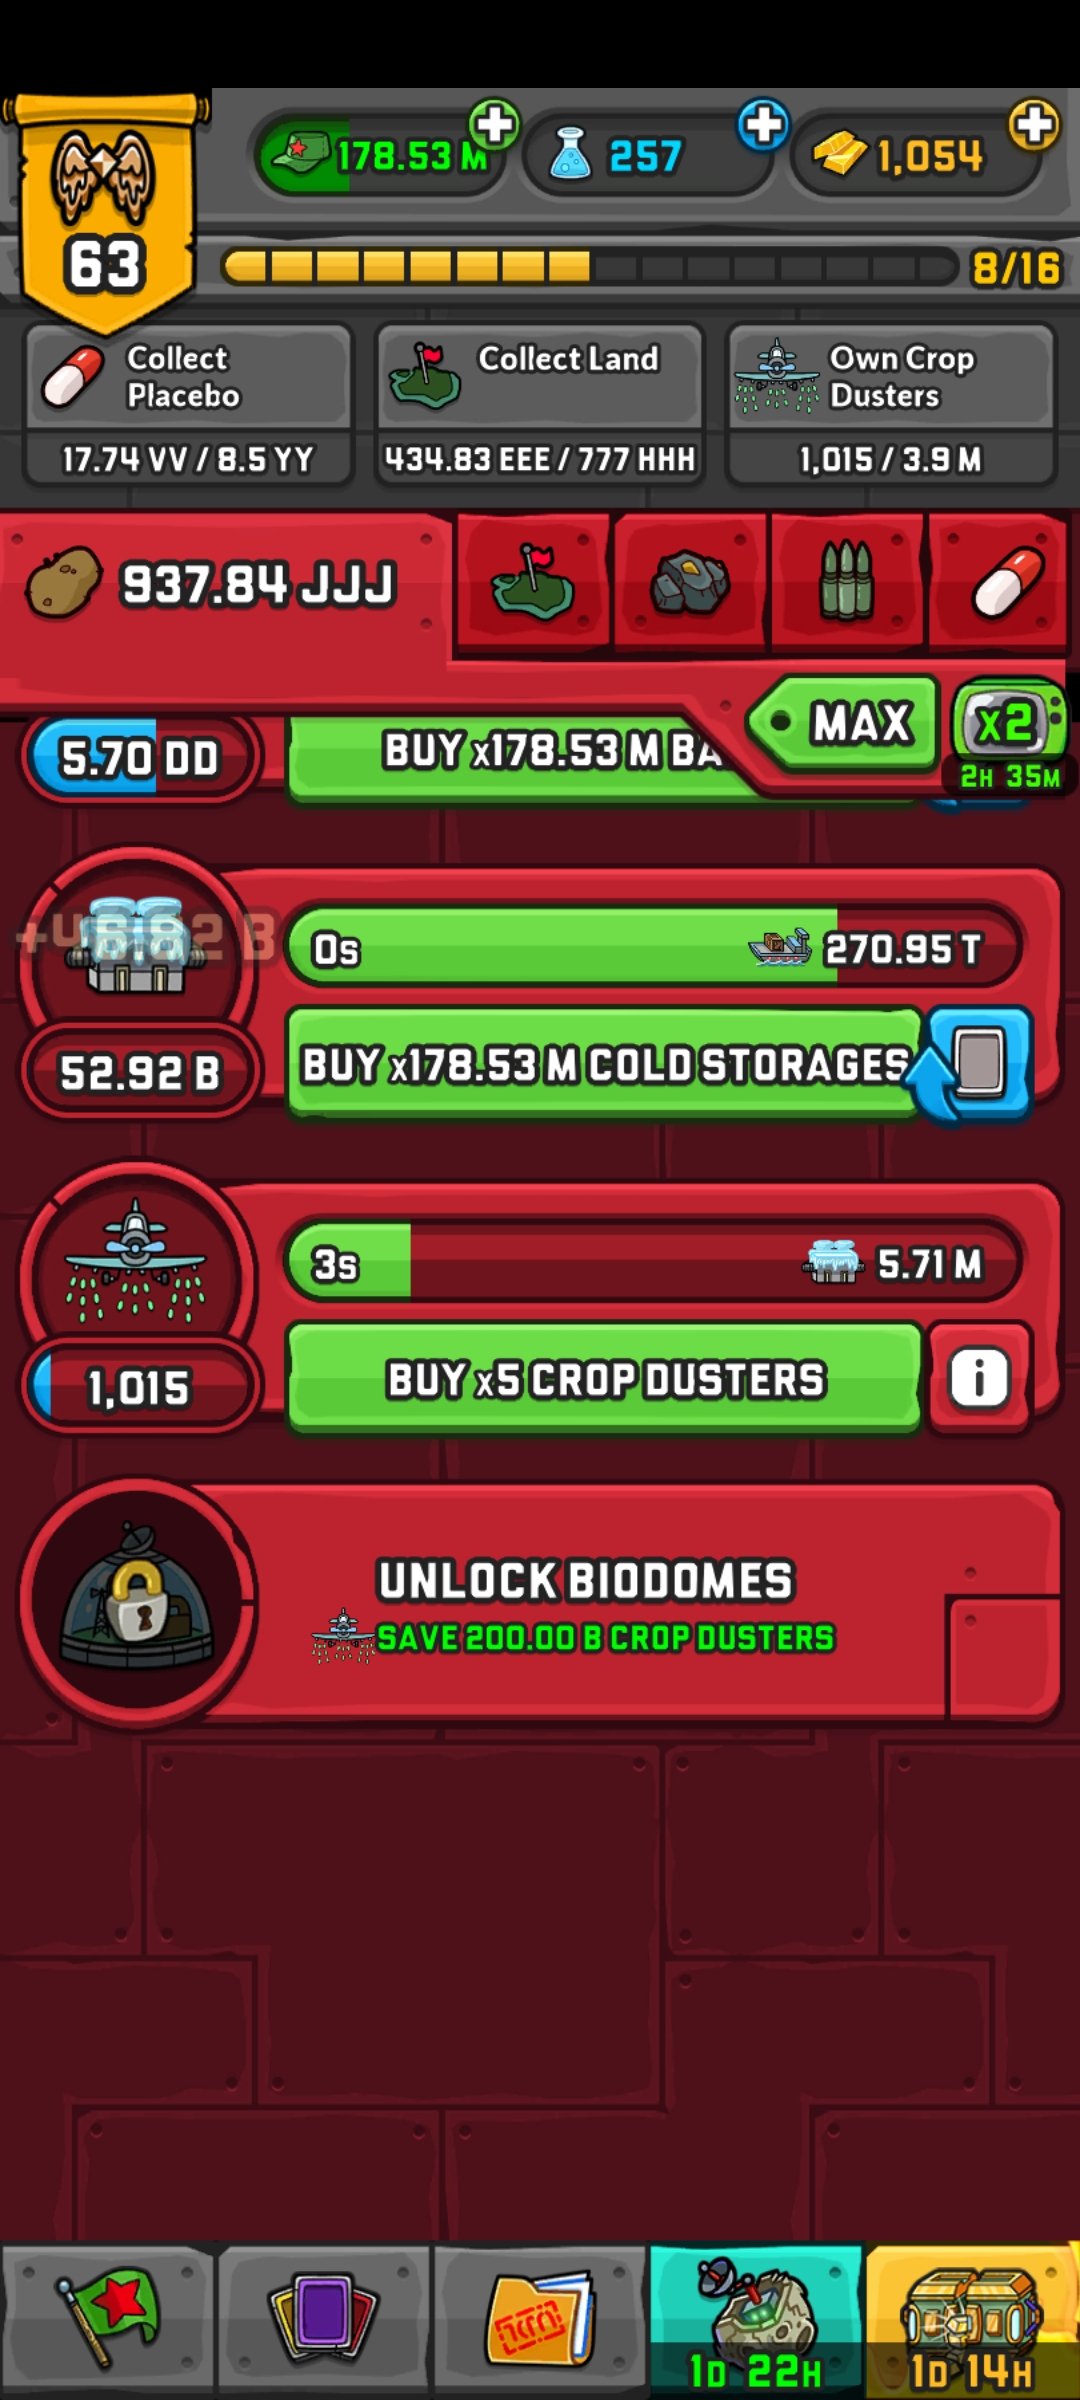 178.53 M
257
1,054
63
8/16
Collect
Placebo
17.74 VV / 8.5 YY
Collect Land
434.83 EEE / 777 HHH
Own Crop
Dusters
1,015 / 3.9 M
937.84 JJJ
MAX
x2
2H 35M
5.70 DD
BUY x178.53 M BA
0s
270.95 T
52.92 B
BUY x178.53 M COLD STORAGES
3s
5.71 M
1,015
BUY x5 CROP DUSTERS
i
UNLOCK BIODOMES
SAVE 200.00 B CROP DUSTERS
1D 22H
1D 14H